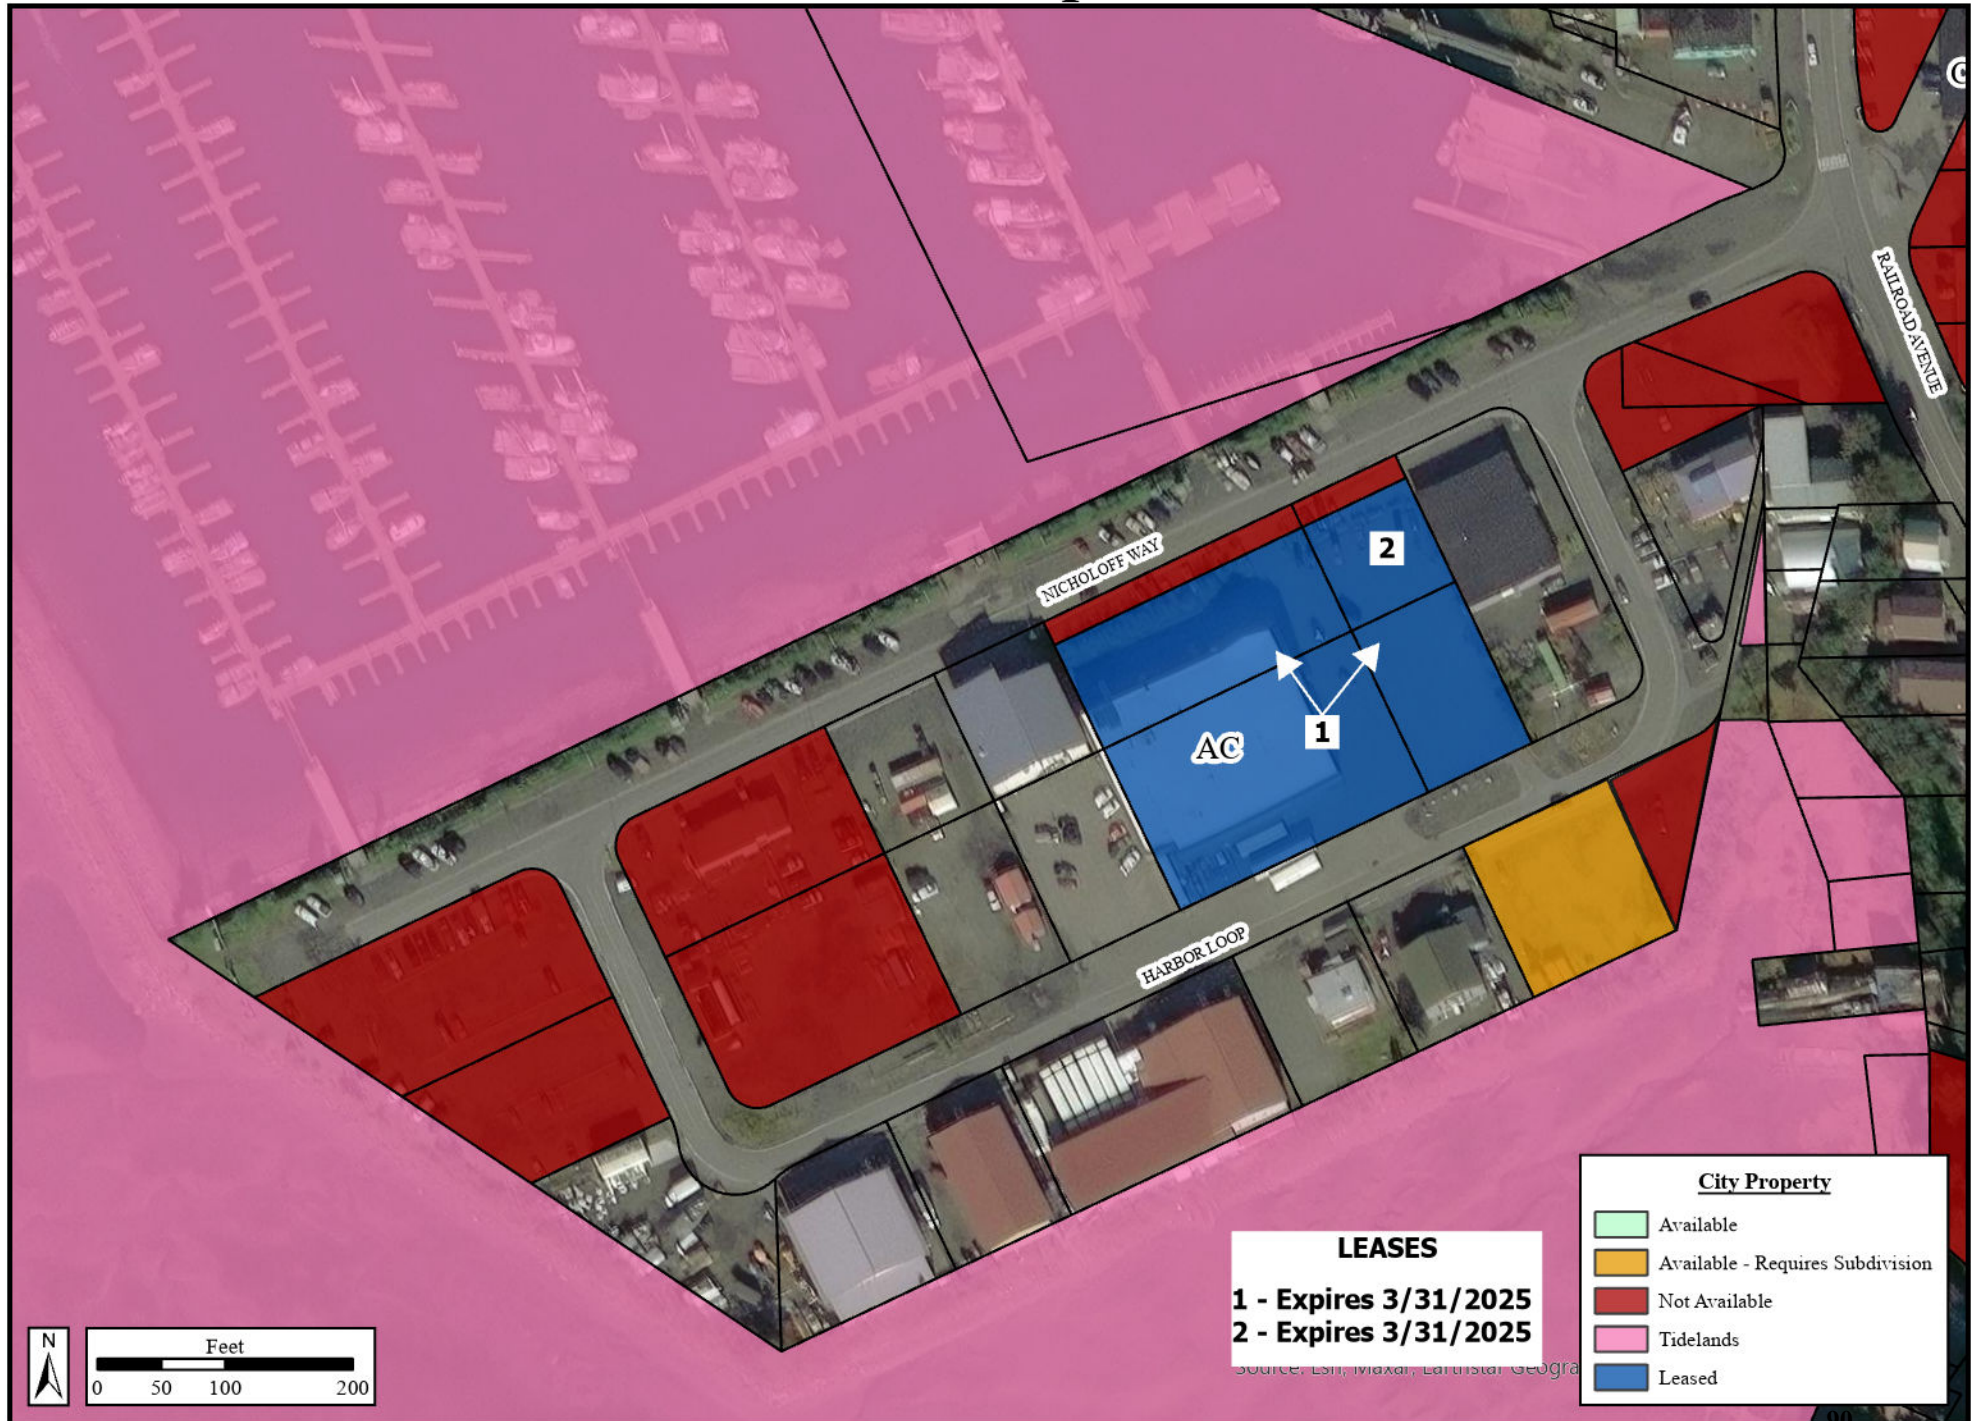 RAILROAD AVENUE
2
NICHOLOFF WAY
1
AC
HARBOR LOOP
City Property
Available
Available - Requires Subdivision
Not Available
Tidelands
Leased
LEASES
1 - Expires 3/31/2025
2 - Expires 3/31/2025
N
Feet
0 50 100 200